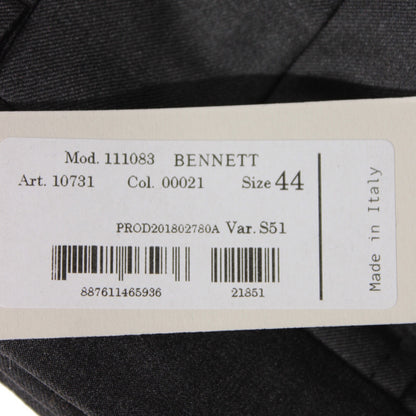 Mod. 111083 BENNETT
Art. 10731 Col. 00021 Size 44
PROD201802780A Var. S51
887611465936 21851
Made in Italy